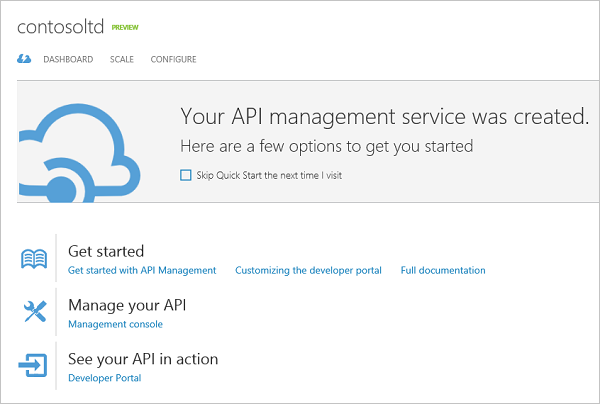 contosoltd PREVIEW
DASHBOARD SCALE CONFIGURE
Your API management service was created.
Here are a few options to get you started
Skip Quick Start the next time I visit
Get started
Get started with API Management Customizing the developer portal Full documentation
Manage your API
Management console
See your API in action
Developer Portal